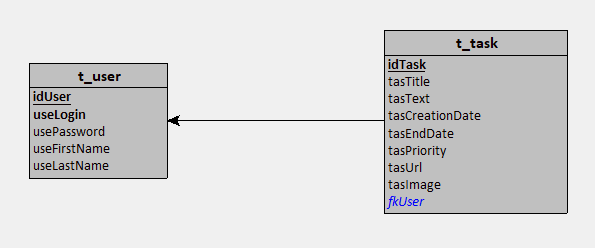 t_user
idUser
useLogin
usePassword
useFirstName
useLastName
t_task
idTask
tasTitle
tasText
tasCreationDate
tasEndDate
tasPriority
tasUrl
tasImage
fkUser